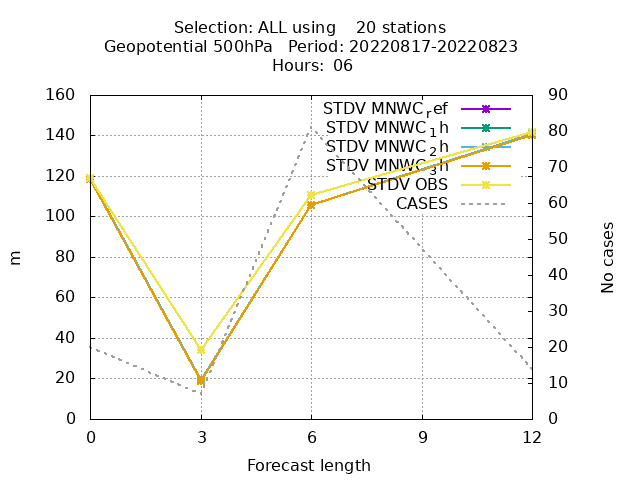 Selection: ALL using    20 stations
Geopotential 500hPa   Period: 20220817-20220823
Hours:  06
160
140
120
100
80
60
40
20
0
90
80
70
60
50
40
30
20
10
0
STDV MNWC_ref
STDV MNWC_1h
STDV MNWC_2h
STDV MNWC_3h
STDV OBS
CASES
m
No cases
0 3 6 9 12
Forecast length